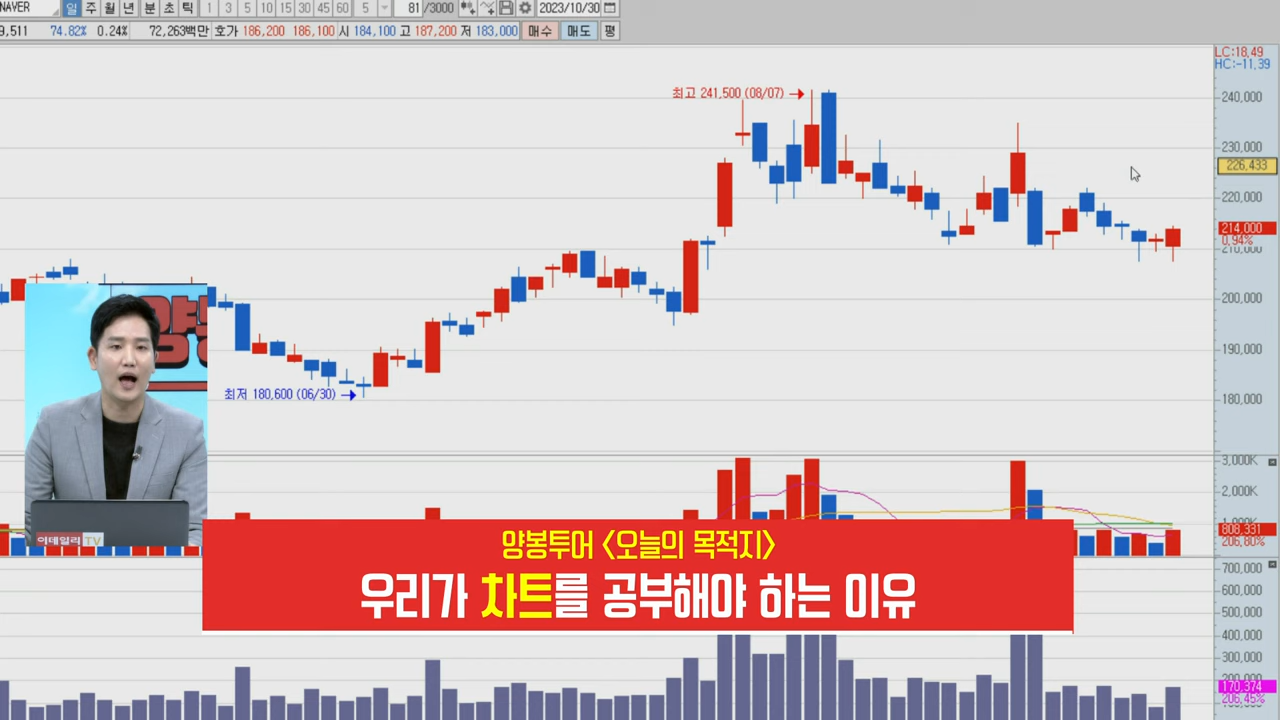 NAVER 일 주 월 년 분 초 틱 1 3 5 10 15 30 45 60 5 81 /3000 2023/10/30
9,511 74.82% 0.24% 72,263백만 호가 186,200 186,100 시 184,100 고 187,200 저 183,000 매수 매도 평
LC:18.49
HC:-11.39
최고 241,500 (08/07)
240,000
230,000
226,433
220,000
214,000
0.94%
210,000
200,000
190,000
최저 180,600 (06/30)
180,000
3,000K
2,000K
1,000K
808,331
206.80%
이데일리TV
양봉투어 <오늘의 목적지>
우리가 차트를 공부해야 하는 이유
700,000
600,000
500,000
400,000
300,000
200,000
170,374
206.45%